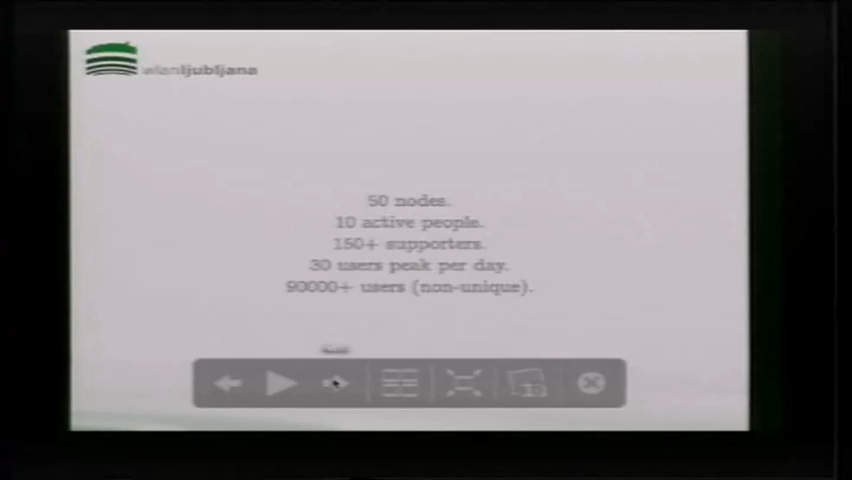 wlanljubljana
50 nodes.
10 active people.
150+ supporters.
30 users peak per day.
90000+ users (non-unique).